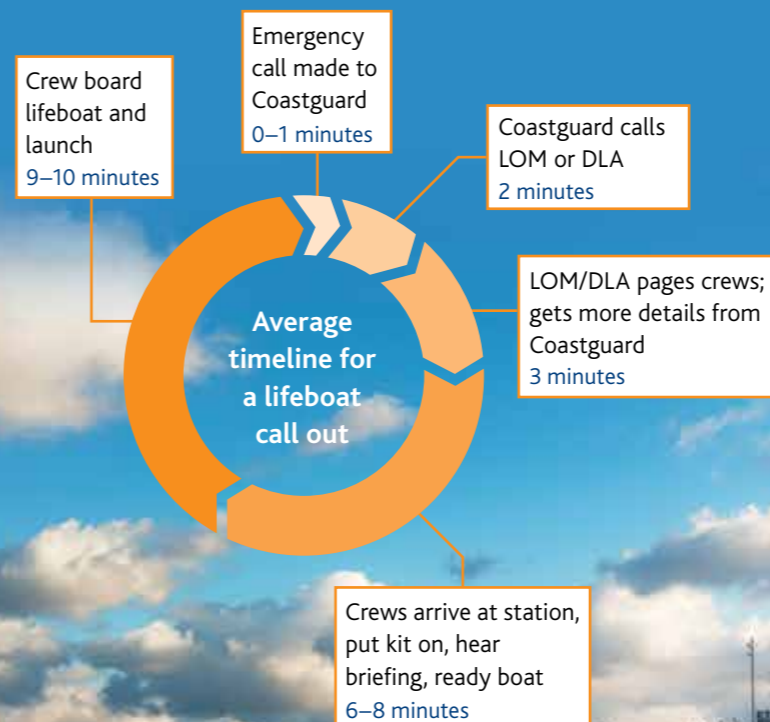 Emergency
call made to
Coastguard
0–1 minutes
Coastguard calls
LOM or DLA
2 minutes
LOM/DLA pages crews;
gets more details from
Coastguard
3 minutes
Crews arrive at station,
put kit on, hear
briefing, ready boat
6–8 minutes
Crew board
lifeboat and
launch
9–10 minutes
Average
timeline for
a lifeboat
call out